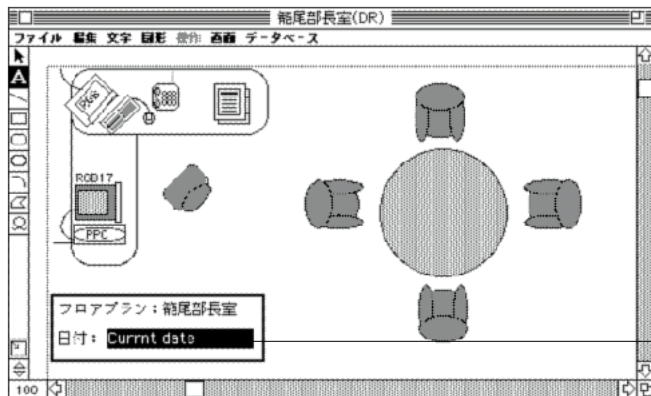 籠尾部長室(DR)
ファイル 編集 文字 図形 操作 画面 データベース
A
ROD17
PPC
フロアプラン：籠尾部長室
日付： Currnt date
100